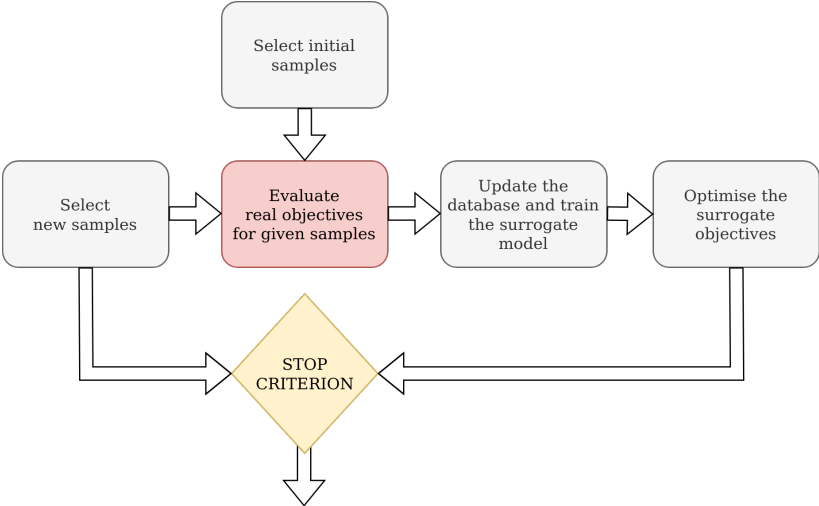 Select initial
samples
Select
new samples
Evaluate
real objectives
for given samples
Update the
database and train
the surrogate
model
Optimise the
surrogate
objectives
STOP
CRITERION